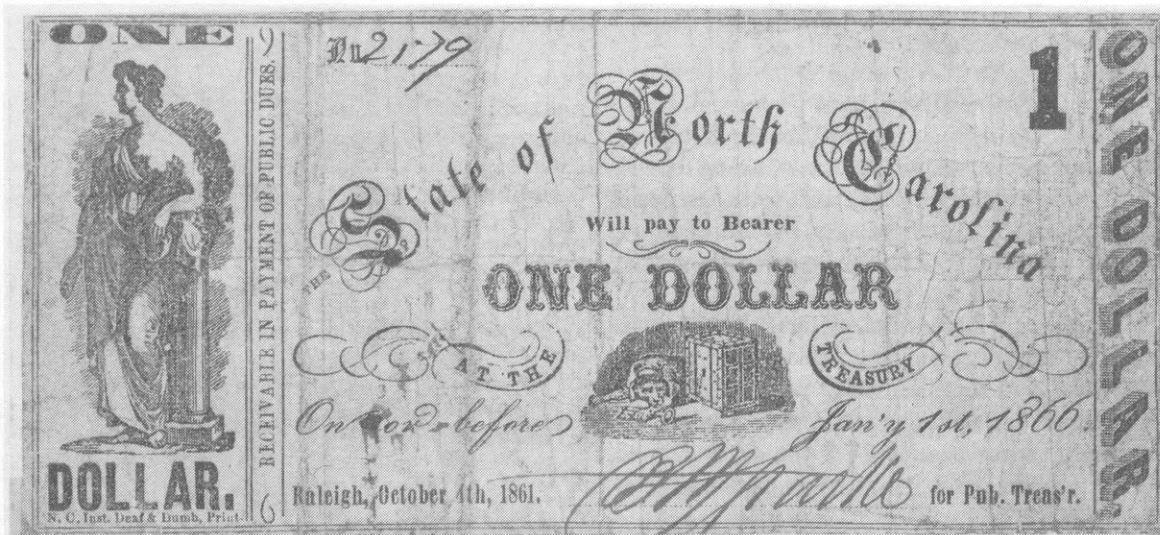 ONE
DOLLAR.
N. C. Inst. Deaf & Dumb, Print
RECEIVABLE IN PAYMENT OF PUBLIC DUES.
No 2179
1
THE State of North Carolina
Will pay to Bearer
ONE DOLLAR
AT THE TREASURY
On or before Jan'y 1st, 1866.
Raleigh, October 4th, 1861.
for Pub. Treas'r.
ONE DOLLAR.